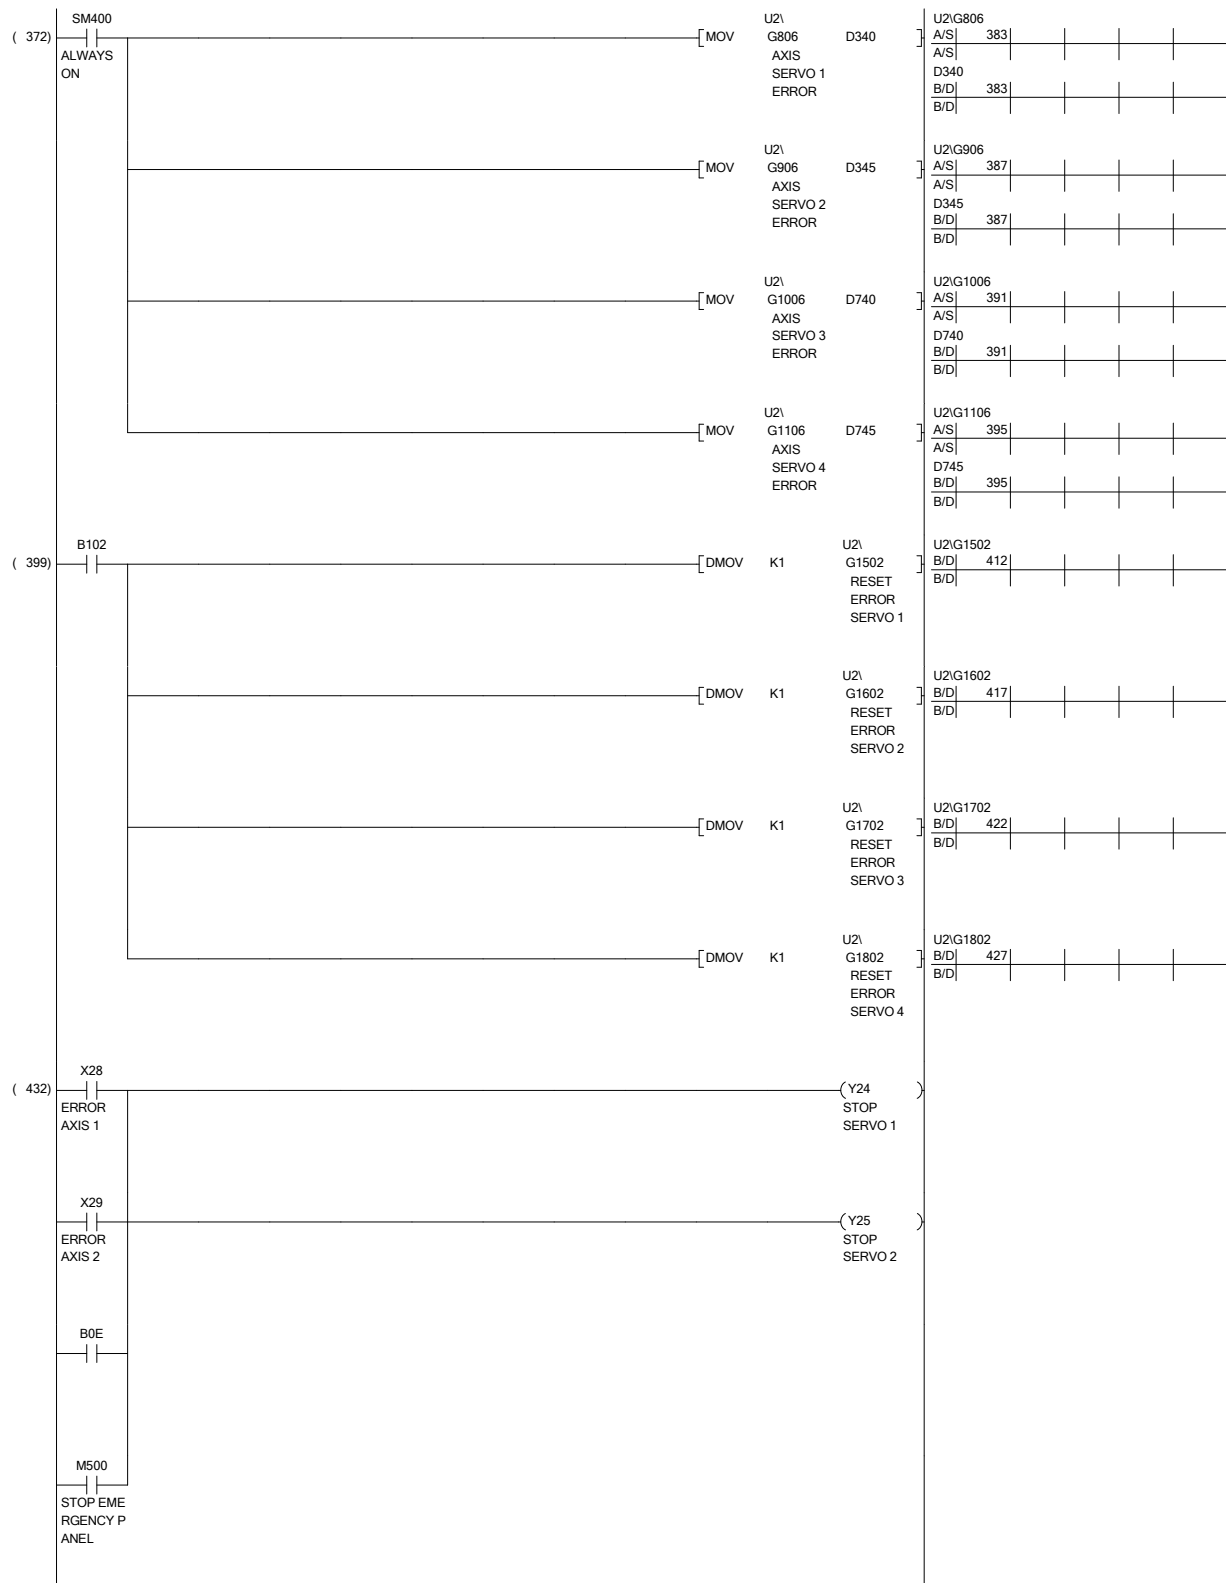 SM400
U2\
U2\G806
( 372)
MOV
G806
D340
A/S 383
ALWAYS
ON
AXIS
SERVO 1
ERROR
A/S
D340
B/D 383
B/D
U2\
U2\G906
MOV
G906
D345
A/S 387
AXIS
SERVO 2
ERROR
A/S
D345
B/D 387
B/D
U2\
U2\G1006
MOV
G1006
D740
A/S 391
AXIS
SERVO 3
ERROR
A/S
D740
B/D 391
B/D
U2\
U2\G1106
MOV
G1106
D745
A/S 395
AXIS
SERVO 4
ERROR
A/S
D745
B/D 395
B/D
B102
U2\
U2\G1502
( 399)
DMOV
K1
G1502
B/D 412
RESET
ERROR
SERVO 1
B/D
U2\
U2\G1602
DMOV
K1
G1602
B/D 417
RESET
ERROR
SERVO 2
B/D
U2\
U2\G1702
DMOV
K1
G1702
B/D 422
RESET
ERROR
SERVO 3
B/D
U2\
U2\G1802
DMOV
K1
G1802
B/D 427
RESET
ERROR
SERVO 4
B/D
X28
( 432)
Y24
ERROR
AXIS 1
STOP
SERVO 1
X29
Y25
ERROR
AXIS 2
STOP
SERVO 2
B0E
M500
STOP EME
RGENCY P
ANEL